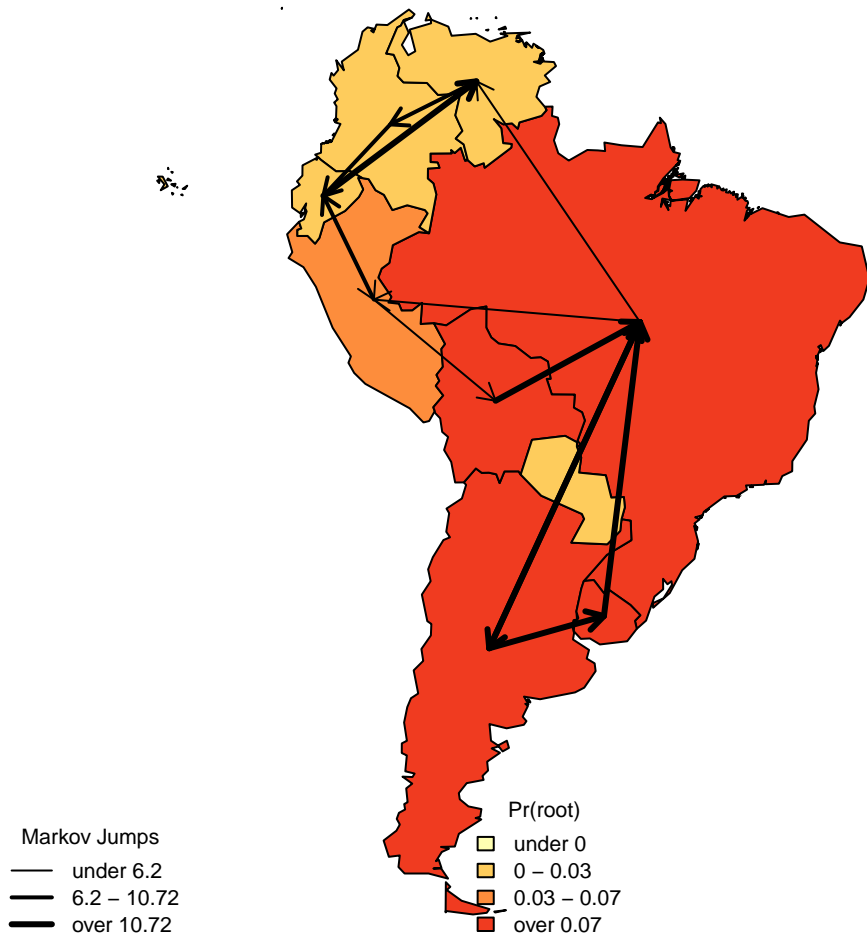 Markov Jumps
under 6.2
6.2 – 10.72
over 10.72
Pr(root)
under 0
0 – 0.03
0.03 – 0.07
over 0.07